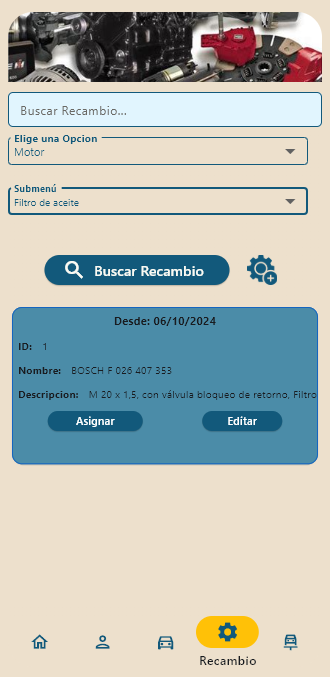 Buscar Recambio...
Elige una Opcion
Motor
Submenú
Filtro de aceite
Buscar Recambio
Desde: 06/10/2024
ID: 1
Nombre: BOSCH F 026 407 353
Descripcion: M 20 x 1,5, con válvula bloqueo de retorno, Filtro
Asignar Editar
Recambio